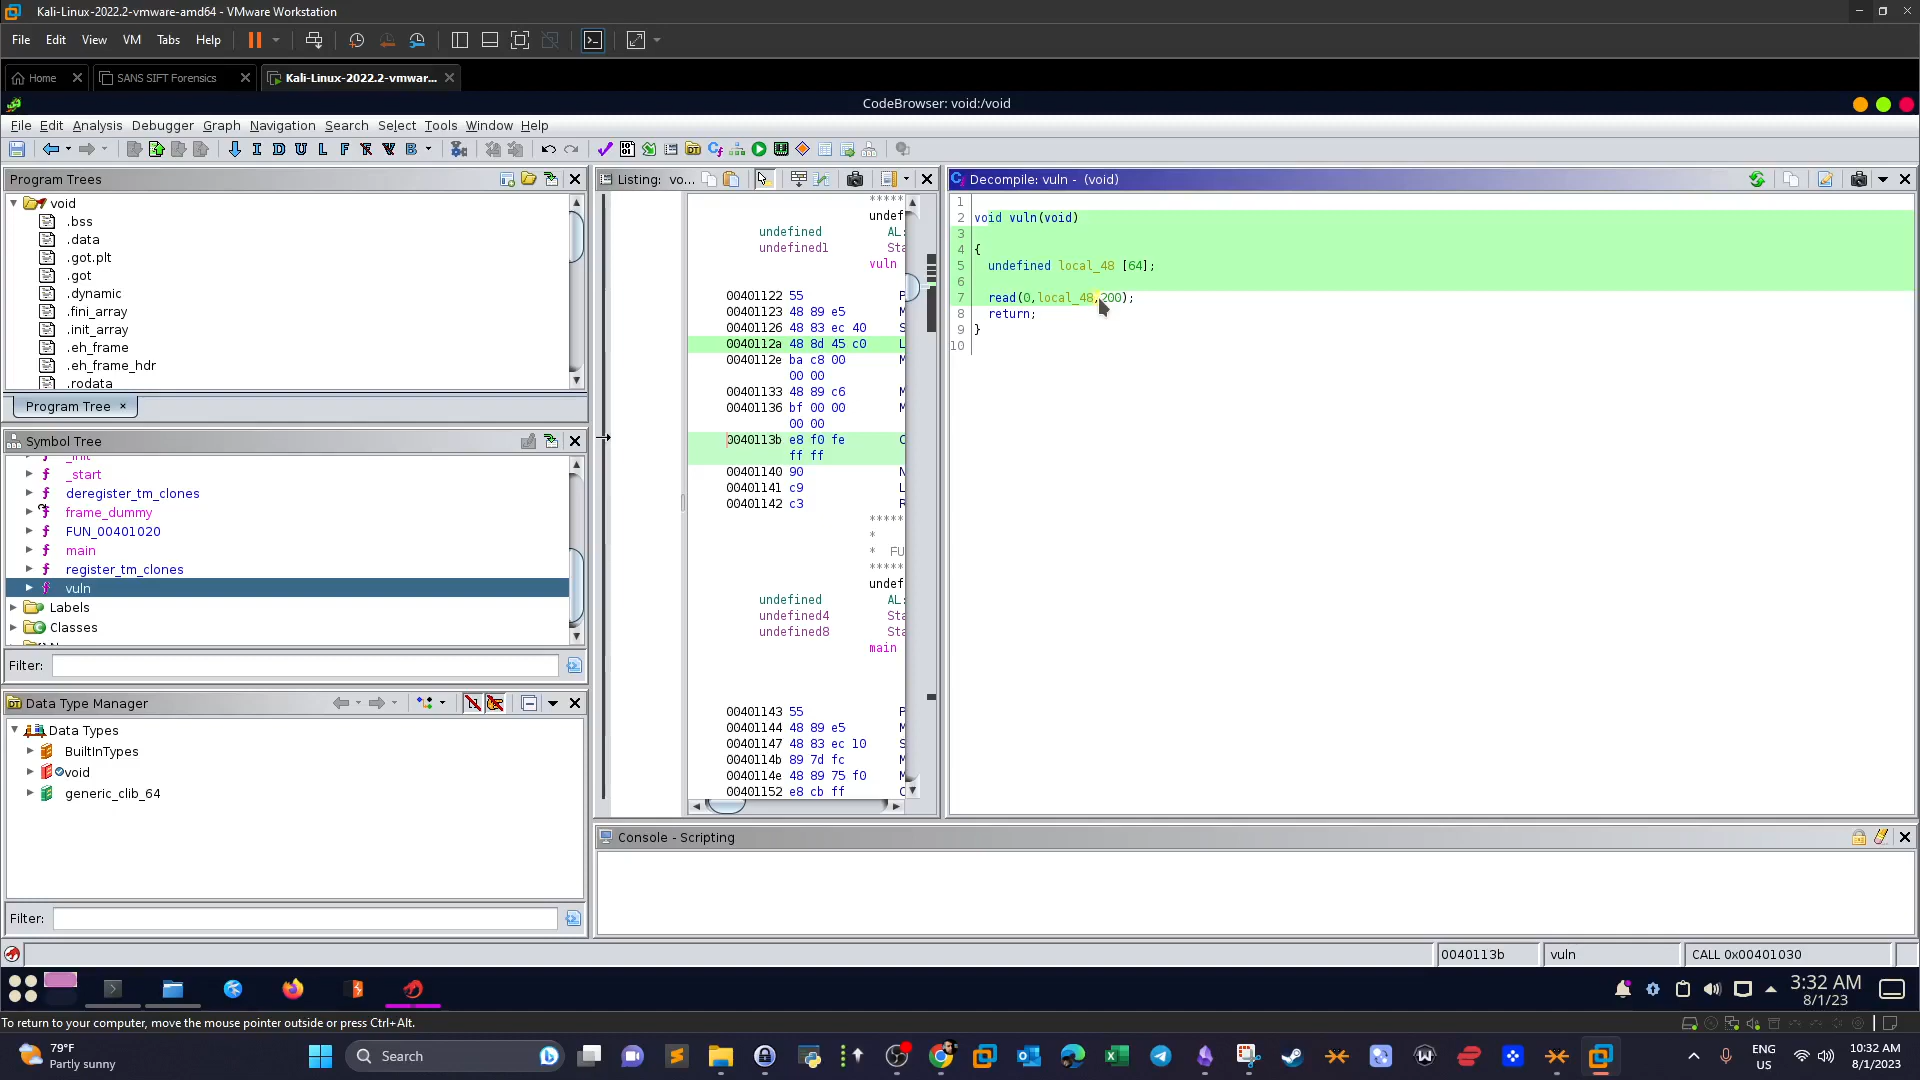 Kali-Linux-2022.2-vmware-amd64 - VMware Workstation
File Edit View VM Tabs Help
Home SANS SIFT Forensics Kali-Linux-2022.2-vmwar...
CodeBrowser: void:/void
File Edit Analysis Debugger Graph Navigation Search Select Tools Window Help
I D U L F V B
Program Trees
void
.bss
.data
.got.plt
.got
.dynamic
.fini_array
.init_array
.eh_frame
.eh_frame_hdr
.rodata
Program Tree ×
Symbol Tree
_init
_start
deregister_tm_clones
frame_dummy
FUN_00401020
main
register_tm_clones
vuln
Labels
Classes
Filter:
Data Type Manager
Data Types
BuiltInTypes
void
generic_clib_64
Filter:
Listing: vo...
*****
undef
undefined AL:
undefined1 Sta
vuln
00401122 55 P
00401123 48 89 e5 M
00401126 48 83 ec 40 S
0040112a 48 8d 45 c0 L
0040112e ba c8 00 M
00 00
00401133 48 89 c6 M
00401136 bf 00 00 M
00 00
0040113b e8 f0 fe C
ff ff
00401140 90 N
00401141 c9 L
00401142 c3 R
*****
*
* FU
*****
undef
undefined AL:
undefined4 Sta
undefined8 Sta
main
00401143 55 P
00401144 48 89 e5 M
00401147 48 83 ec 10 S
0040114b 89 7d fc M
0040114e 48 89 75 f0 M
00401152 e8 cb ff C
Decompile: vuln - (void)
1
2 void vuln(void)
3
4 {
5 undefined local_48 [64];
6
7 read(0,local_48,200);
8 return;
9 }
10
Console - Scripting
0040113b vuln CALL 0x00401030
3:32 AM
8/1/23
To return to your computer, move the mouse pointer outside or press Ctrl+Alt.
79°F
Partly sunny
Search
ENG
US
10:32 AM
8/1/2023